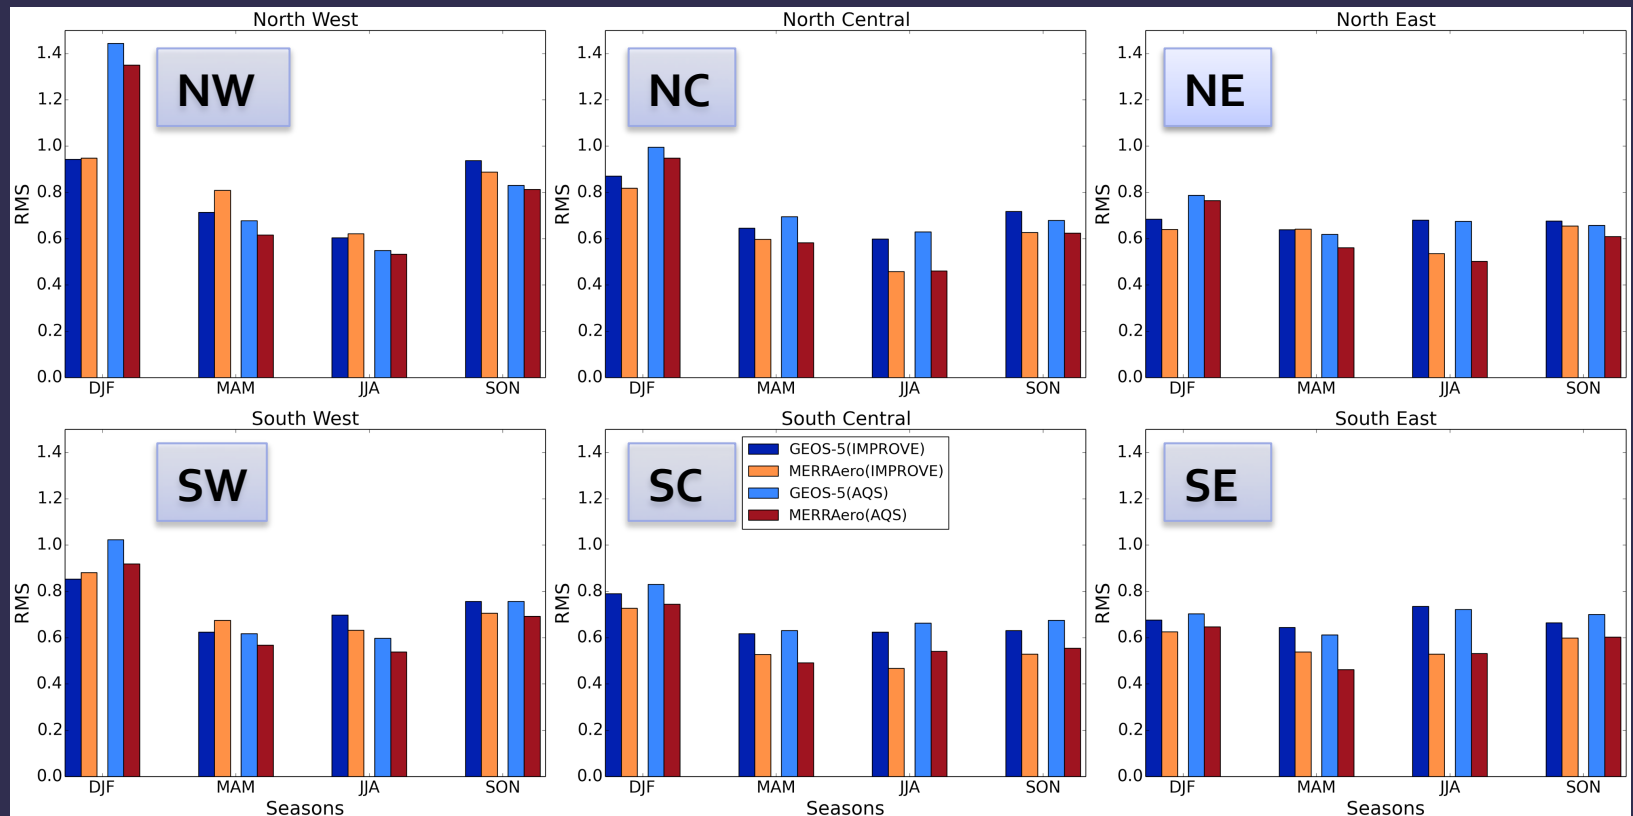 North West
North Central
North East
NW
NC
NE
1.4
1.2
1.0
0.8
0.6
0.4
0.2
0.0
RMS
DJF MAM JJA SON
1.4
1.2
1.0
0.8
0.6
0.4
0.2
0.0
RMS
DJF MAM JJA SON
1.4
1.2
1.0
0.8
0.6
0.4
0.2
0.0
RMS
DJF MAM JJA SON
South West
South Central
South East
SW
SC
SE
GEOS-5(IMPROVE)
MERRAero(IMPROVE)
GEOS-5(AQS)
MERRAero(AQS)
1.4
1.2
1.0
0.8
0.6
0.4
0.2
0.0
RMS
DJF MAM JJA SON
Seasons
1.4
1.2
1.0
0.8
0.6
0.4
0.2
0.0
RMS
DJF MAM JJA SON
Seasons
1.4
1.2
1.0
0.8
0.6
0.4
0.2
0.0
RMS
DJF MAM JJA SON
Seasons